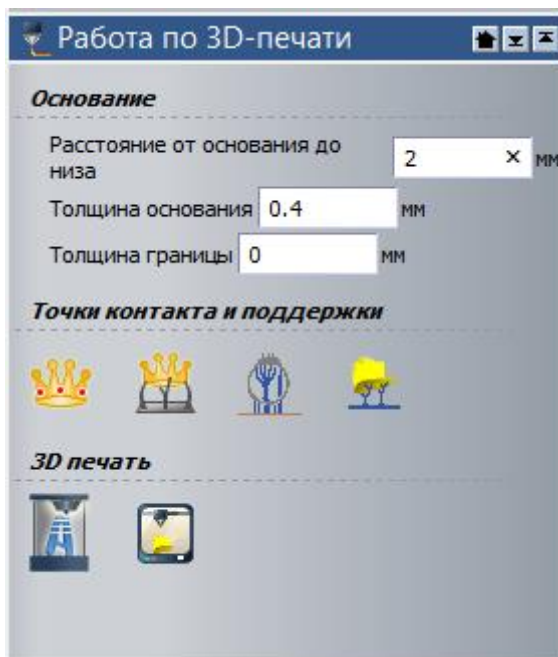 Работа по 3D-печати
Основание
Расстояние от основания до
низа
2
мм
Толщина основания 0.4 мм
Толщина границы 0 мм
Точки контакта и поддержки
3D печать